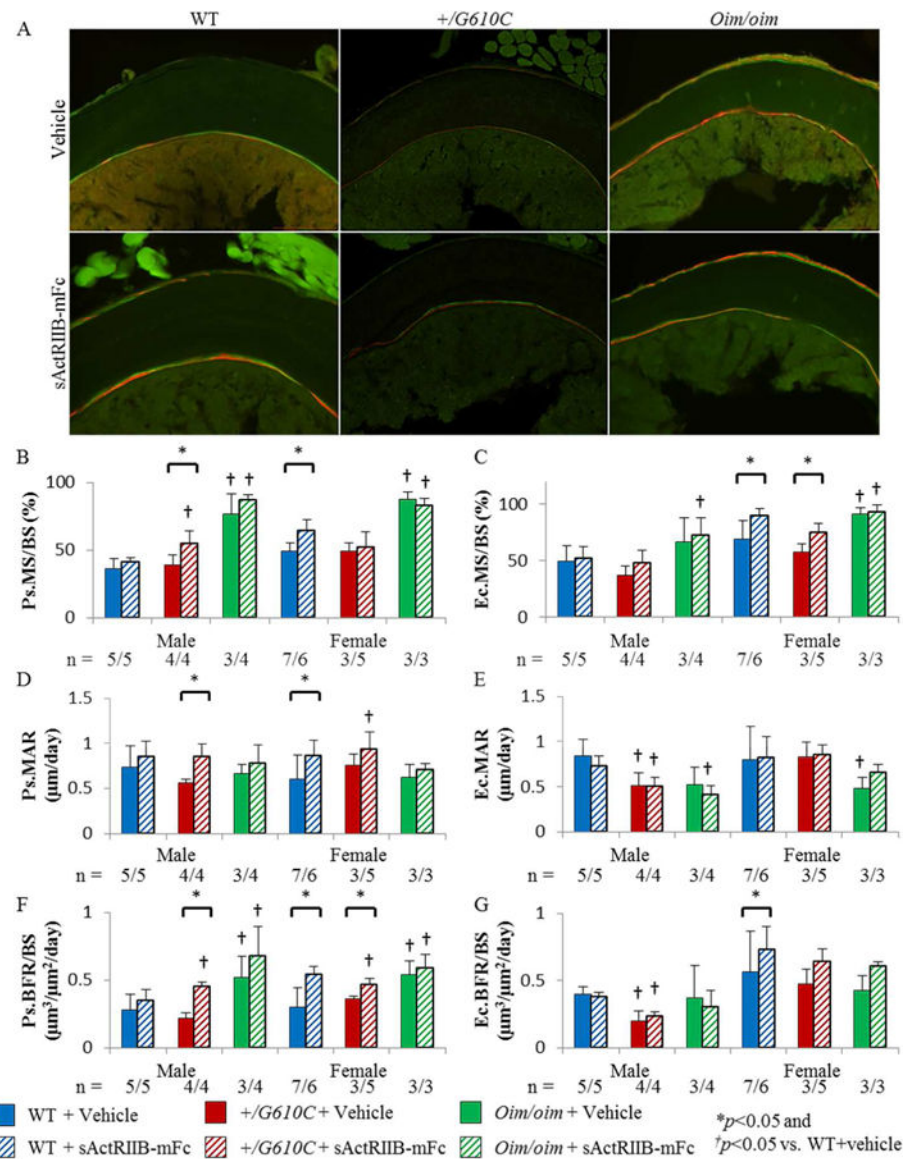 WT +/G610C Oim/oim
A
Vehicle
sActRIIB-mFc
B
Ps.MS/BS (%)
100
50
0
* *
† † † † †
Male Female
n = 5/5 4/4 3/4 7/6 3/5 3/3
C
Ec.MS/BS (%)
100
50
0
* *
† † †
Male Female
5/5 4/4 3/4 7/6 3/5 3/3
D
Ps.MAR
(µm/day)
1.5
1
0.5
0
* *
†
Male Female
n = 5/5 4/4 3/4 7/6 3/5 3/3
E
Ec.MAR
(µm/day)
1.5
1
0.5
0
† † † †
Male Female
n = 5/5 4/4 3/4 7/6 3/5 3/3
F
Ps.BFR/BS
(µm³/µm²/day)
1
0.5
0
* * *
† † † † † †
n = 5/5 4/4 3/4 7/6 3/5 3/3
G
Ec.BFR/BS
(µm³/µm²/day)
1
0.5
0
*
† †
n = 5/5 4/4 3/4 7/6 3/5 3/3
WT + Vehicle +/G610C + Vehicle Oim/oim + Vehicle
WT + sActRIIB-mFc +/G610C + sActRIIB-mFc Oim/oim + sActRIIB-mFc
*p<0.05 and
†p<0.05 vs. WT+vehicle